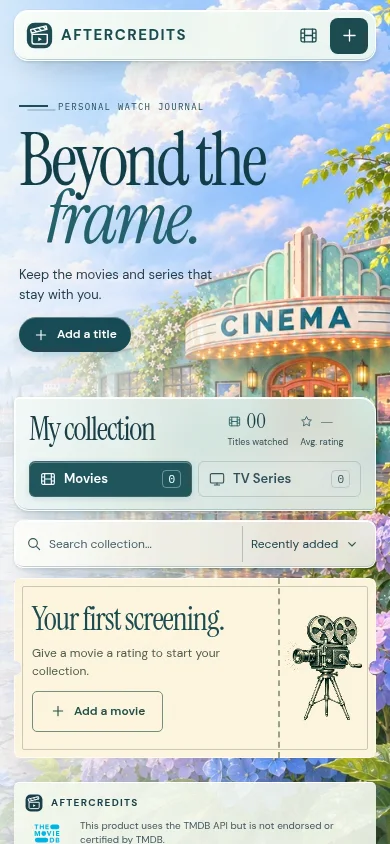 AFTERCREDITS
PERSONAL WATCH JOURNAL
Beyond the
frame.
Keep the movies and series that
stay with you.
Add a title
CINEMA
My collection
00
Titles watched
—
Avg. rating
Movies
0
TV Series
0
Search collection...
Recently added
Your first screening.
Give a movie a rating to start your
collection.
Add a movie
AFTERCREDITS
THE
MOVIE
DB
This product uses the TMDB API but is not endorsed or
certified by TMDB.